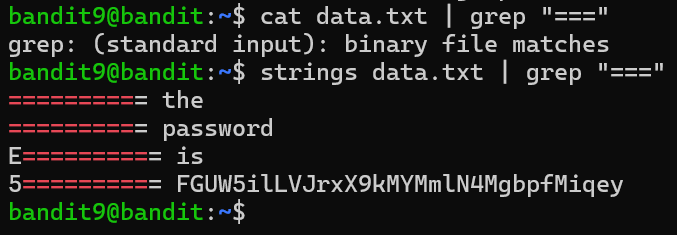 bandit9@bandit:~$ cat data.txt | grep "==="
grep: (standard input): binary file matches
bandit9@bandit:~$ strings data.txt | grep "==="
========== the
========== password
E========== is
5========== FGUW5ilLVJrxX9kMYMmlN4MgbpfMiqey
bandit9@bandit:~$